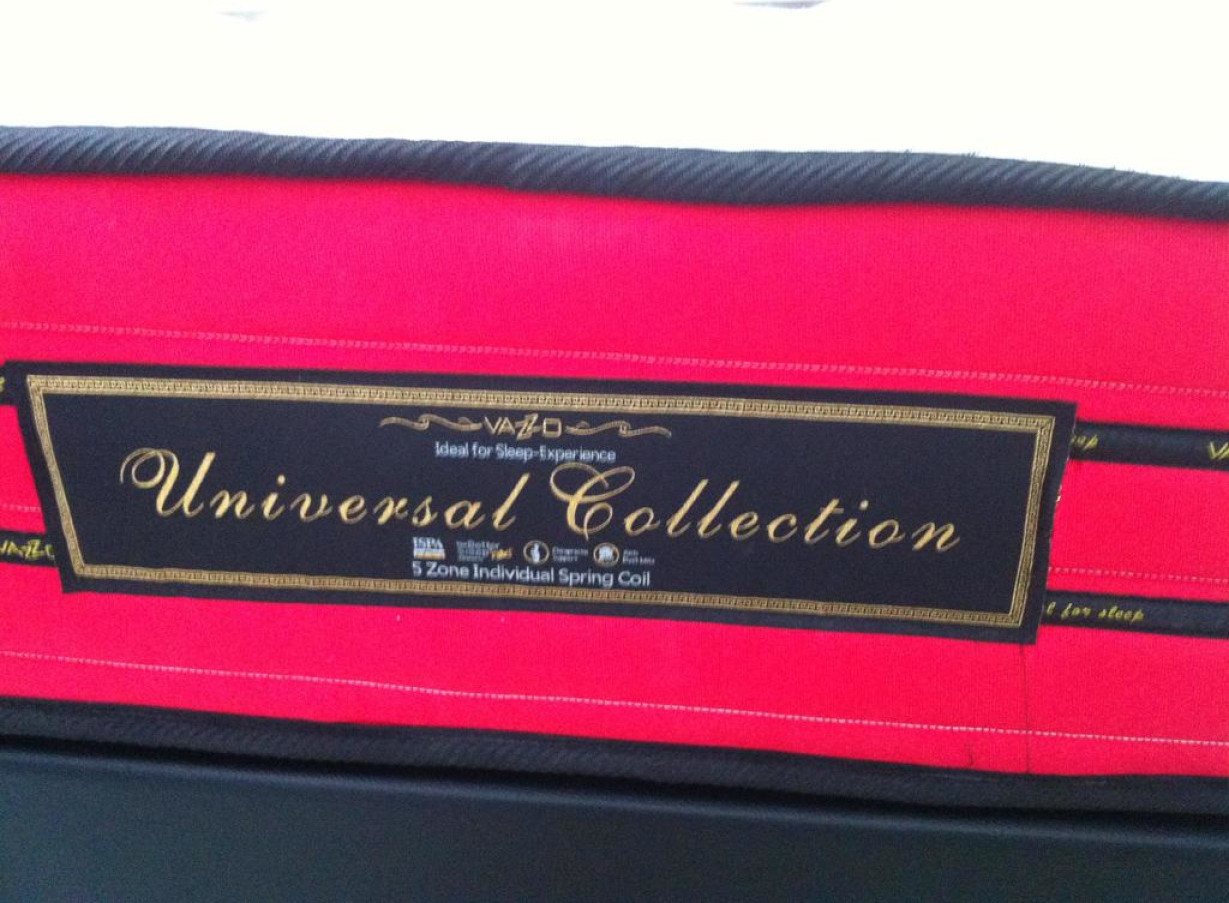 VAZZO
Ideal for Sleep-Experience
Universal Collection
ISPA
5 Zone Individual Spring Coil
VAZZO
l for sleep